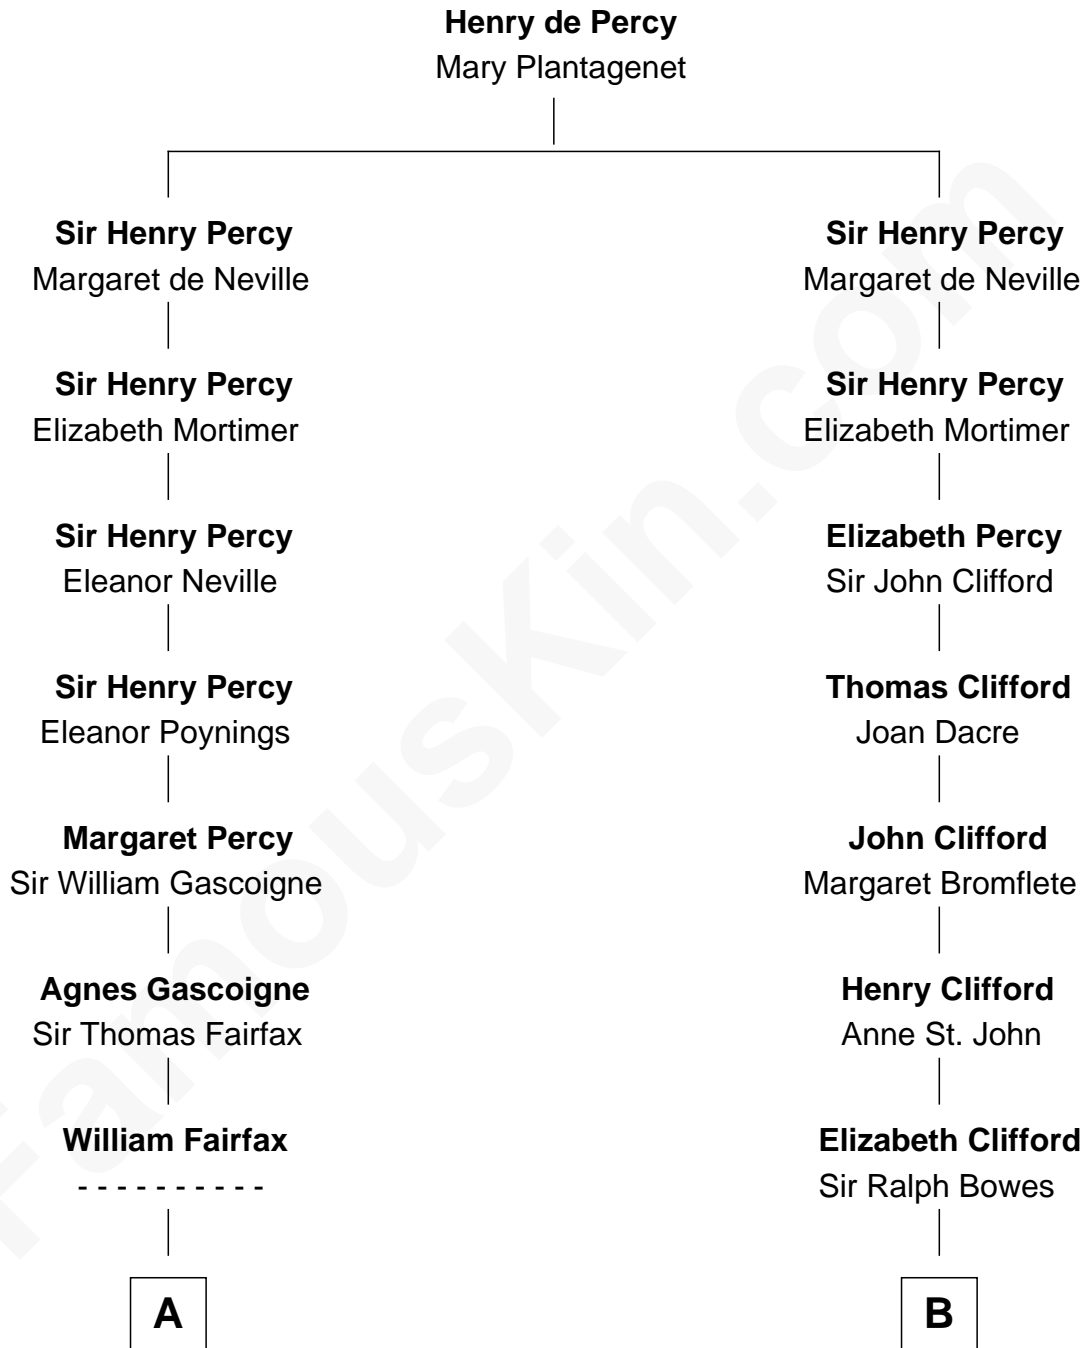 Henry de Percy
Mary Plantagenet
Sir Henry Percy
Margaret de Neville
Sir Henry Percy
Elizabeth Mortimer
Sir Henry Percy
Eleanor Neville
Sir Henry Percy
Eleanor Poynings
Margaret Percy
Sir William Gascoigne
Agnes Gascoigne
Sir Thomas Fairfax
William Fairfax
- - - - - - - - - -
A
Sir Henry Percy
Margaret de Neville
Sir Henry Percy
Elizabeth Mortimer
Elizabeth Percy
Sir John Clifford
Thomas Clifford
Joan Dacre
John Clifford
Margaret Bromflete
Henry Clifford
Anne St. John
Elizabeth Clifford
Sir Ralph Bowes
B
FamousKin.com